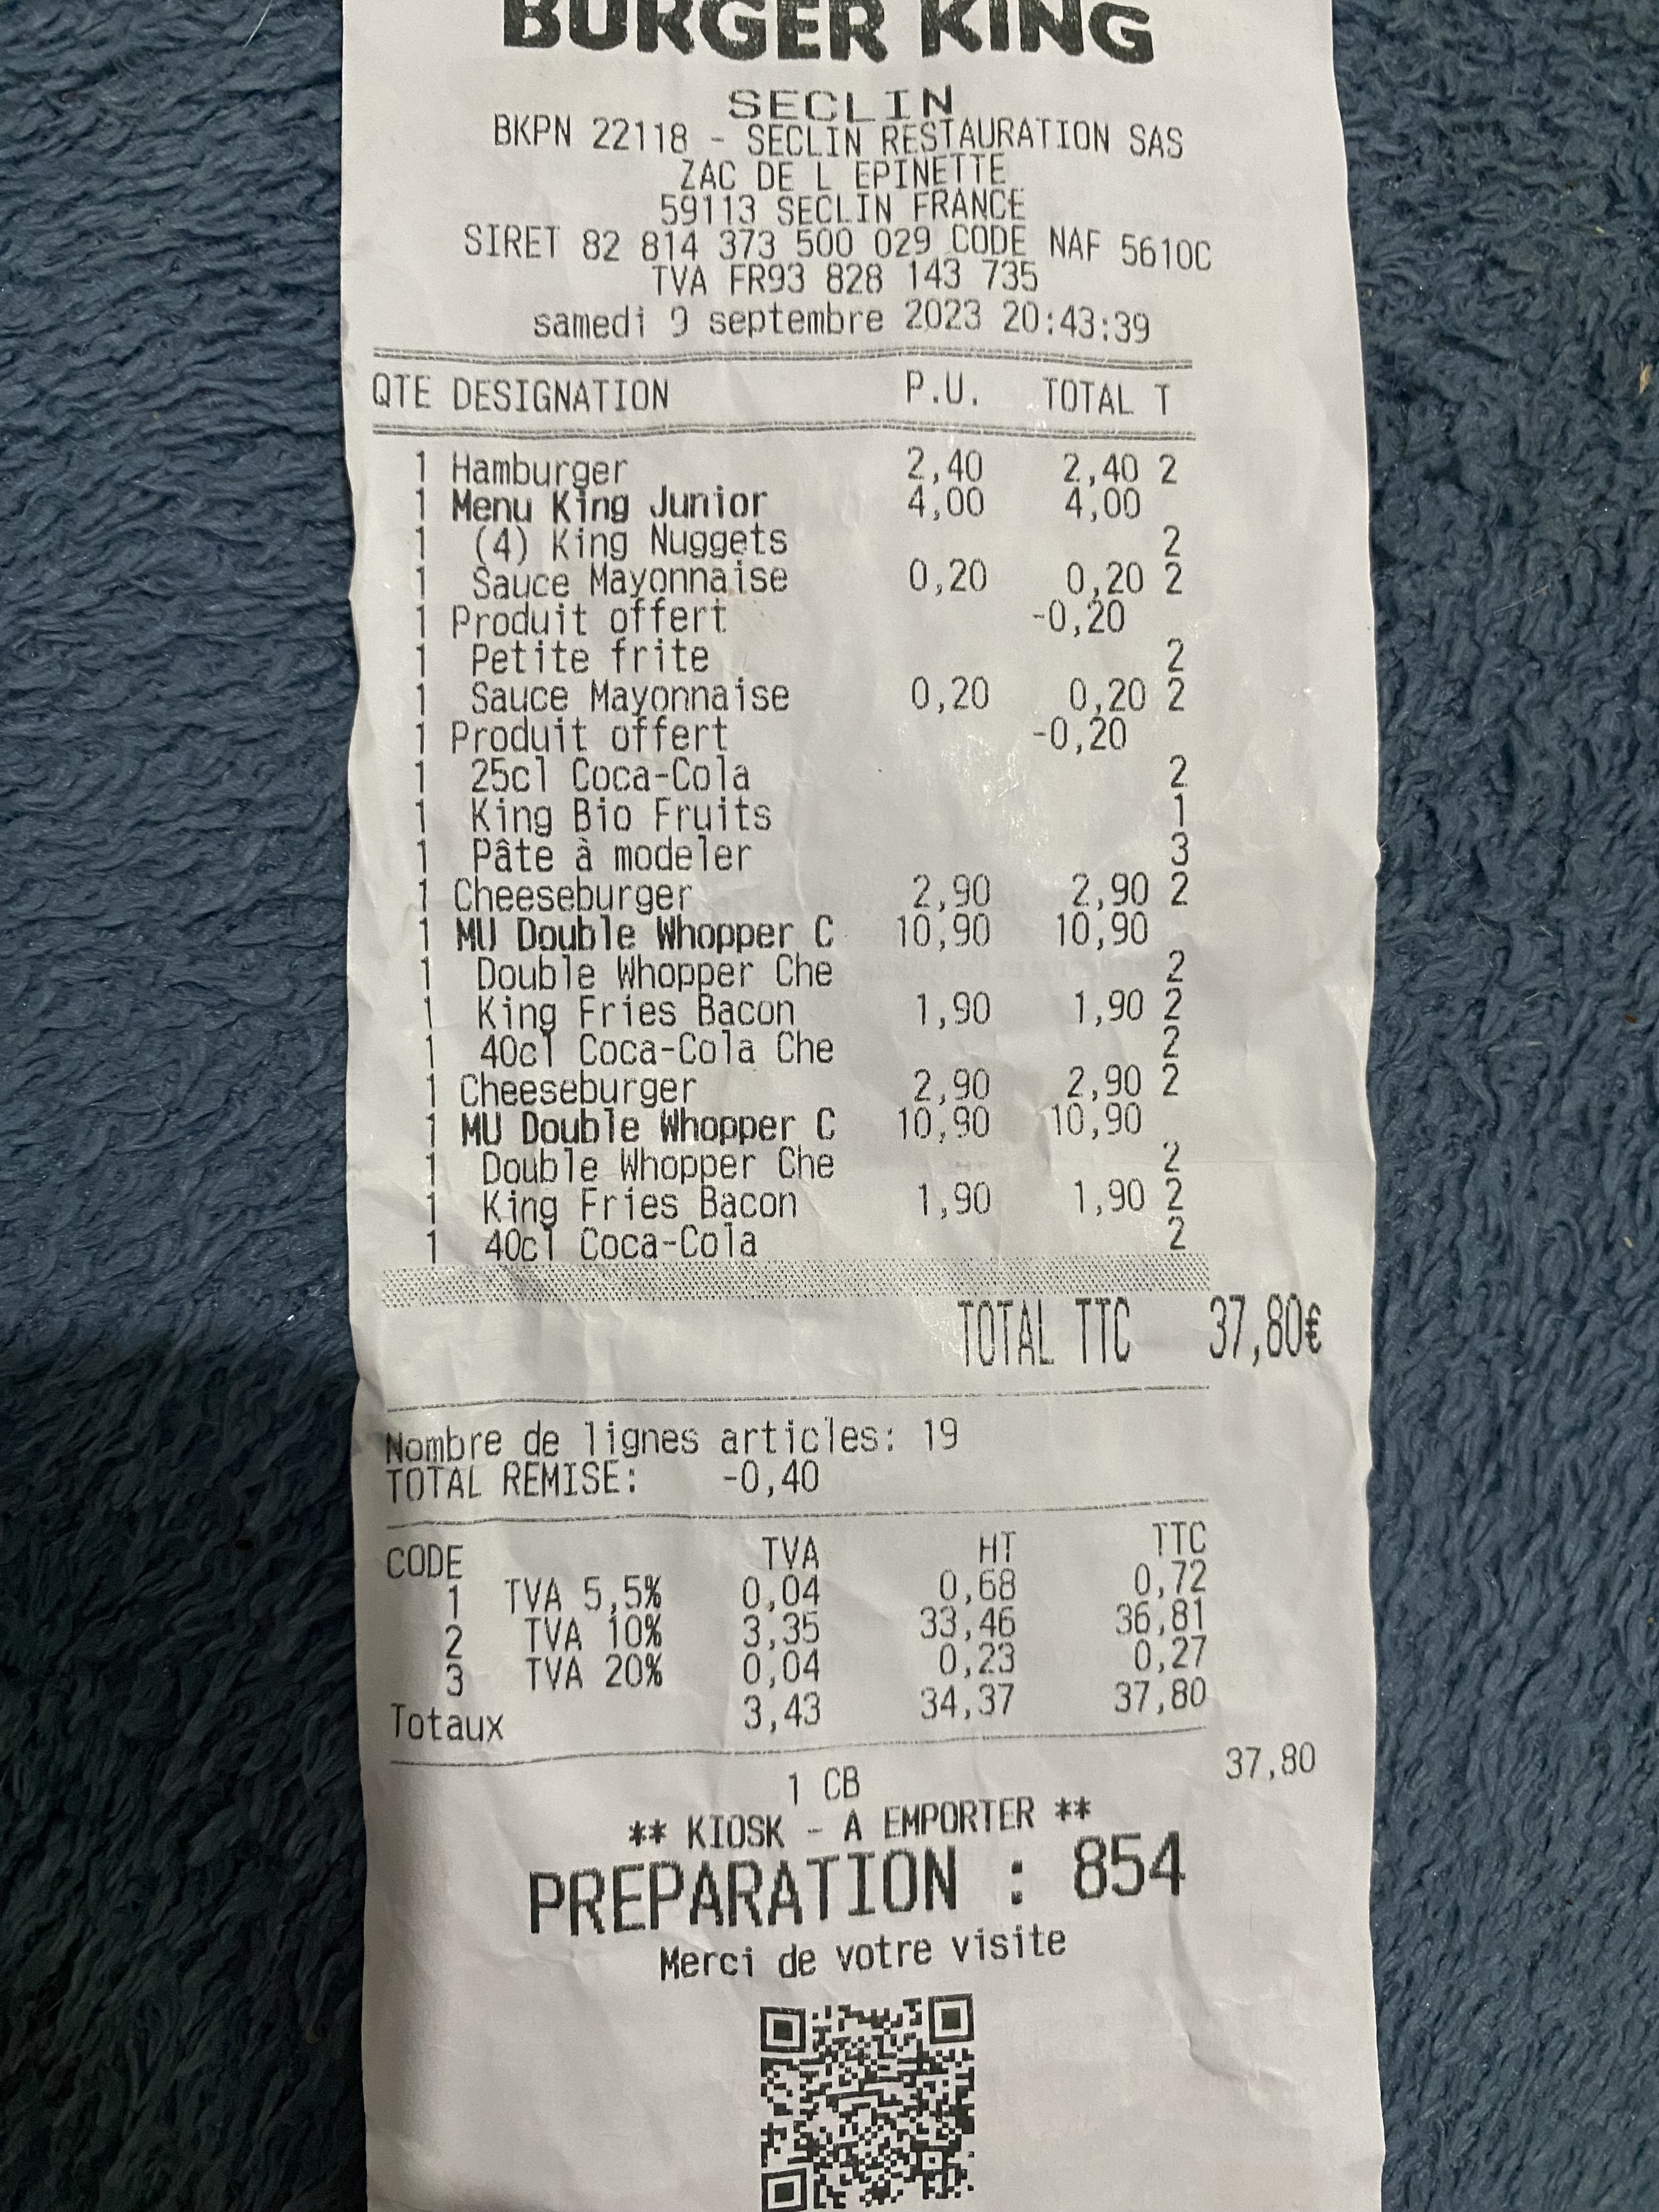 BURGER KING
SECLIN
BKPN 22118 - SECLIN RESTAURATION SAS
ZAC DE L EPINETTE
59113 SECLIN FRANCE
SIRET 82 814 373 500 029 CODE NAF 5610C
TVA FR93 828 143 735
samedi 9 septembre 2023 20:43:39
QTE DESIGNATION P.U. TOTAL T
1 Hamburger 2,40 2,40 2
1 Menu King Junior 4,00 4,00
1 (4) King Nuggets 2
1 Sauce Mayonnaise 0,20 0,20 2
1 Produit offert -0,20
1 Petite frite 2
1 Sauce Mayonnaise 0,20 0,20 2
1 Produit offert -0,20
1 25cl Coca-Cola 2
1 King Bio Fruits 1
1 Pâte à modeler 3
1 Cheeseburger 2,90 2,90 2
1 MU Double Whopper C 10,90 10,90
1 Double Whopper Che 2
1 King Fries Bacon 1,90 1,90 2
1 40cl Coca-Cola Che 2
1 Cheeseburger 2,90 2,90 2
1 MU Double Whopper C 10,90 10,90
1 Double Whopper Che 2
1 King Fries Bacon 1,90 1,90 2
1 40cl Coca-Cola 2
TOTAL TTC 37,80€
Nombre de lignes articles: 19
TOTAL REMISE: -0,40
CODE TVA HT TTC
1 TVA 5,5% 0,04 0,68 0,72
2 TVA 10% 3,35 33,46 36,81
3 TVA 20% 0,04 0,23 0,27
Totaux 3,43 34,37 37,80
1 CB 37,80
** KIOSK - A EMPORTER **
PREPARATION : 854
Merci de votre visite